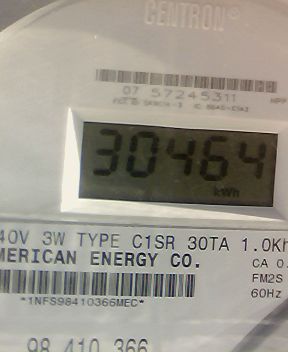 CENTRON®
07 57245311
30464
kWh
40V 3W TYPE C1SR 30TA 1.0Kh
MERICAN ENERGY CO.
CA 0.
FM2S
*1NFS98410366MEC*
60Hz
98 410 366